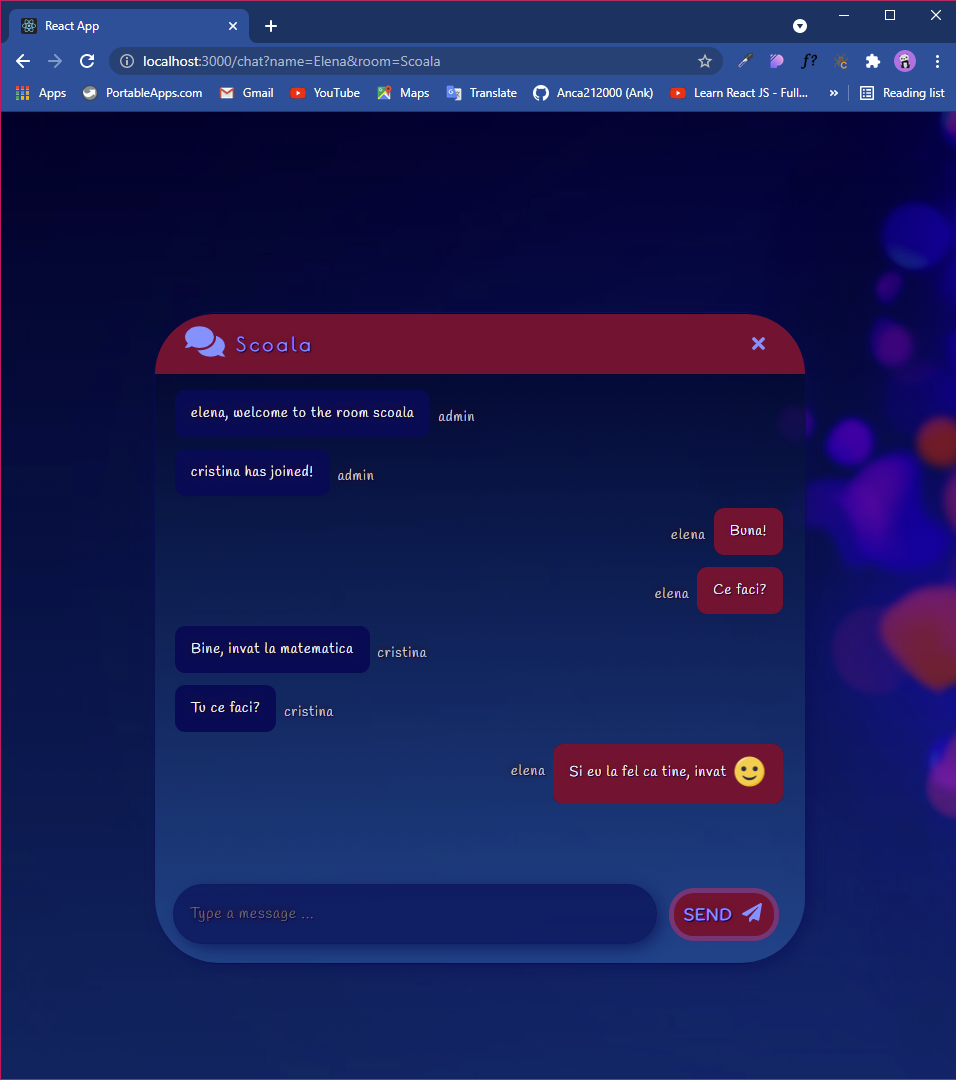 React App
localhost:3000/chat?name=Elena&room=Scoala
f?
C
Apps PortableApps.com Gmail YouTube Maps Translate Anca212000 (Ank) Learn React JS - Full... » Reading list
Scoala
elena, welcome to the room scoala admin
cristina has joined! admin
elena Buna!
elena Ce faci?
Bine, invat la matematica cristina
Tu ce faci? cristina
elena Si eu la fel ca tine, invat 🙂
Type a message ...
SEND